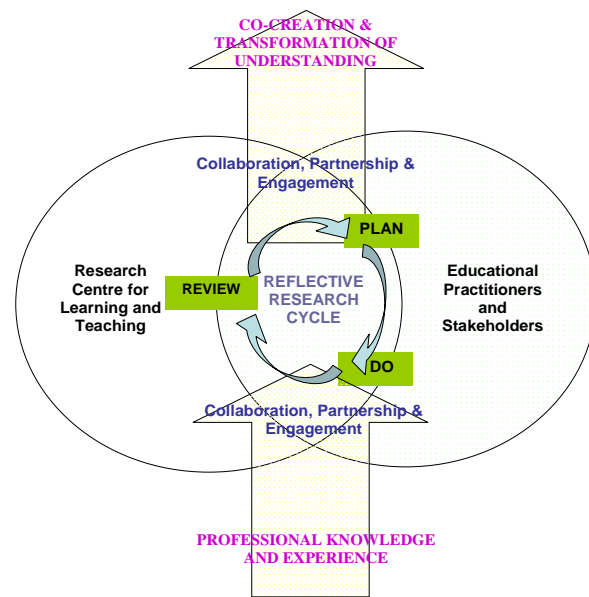 CO-CREATION &
TRANSFORMATION OF
UNDERSTANDING
Collaboration, Partnership &
Engagement
PLAN
Research
Centre for
Learning and
Teaching
REVIEW
REFLECTIVE
RESEARCH
CYCLE
Educational
Practitioners
and
Stakeholders
DO
Collaboration, Partnership &
Engagement
PROFESSIONAL KNOWLEDGE
AND EXPERIENCE